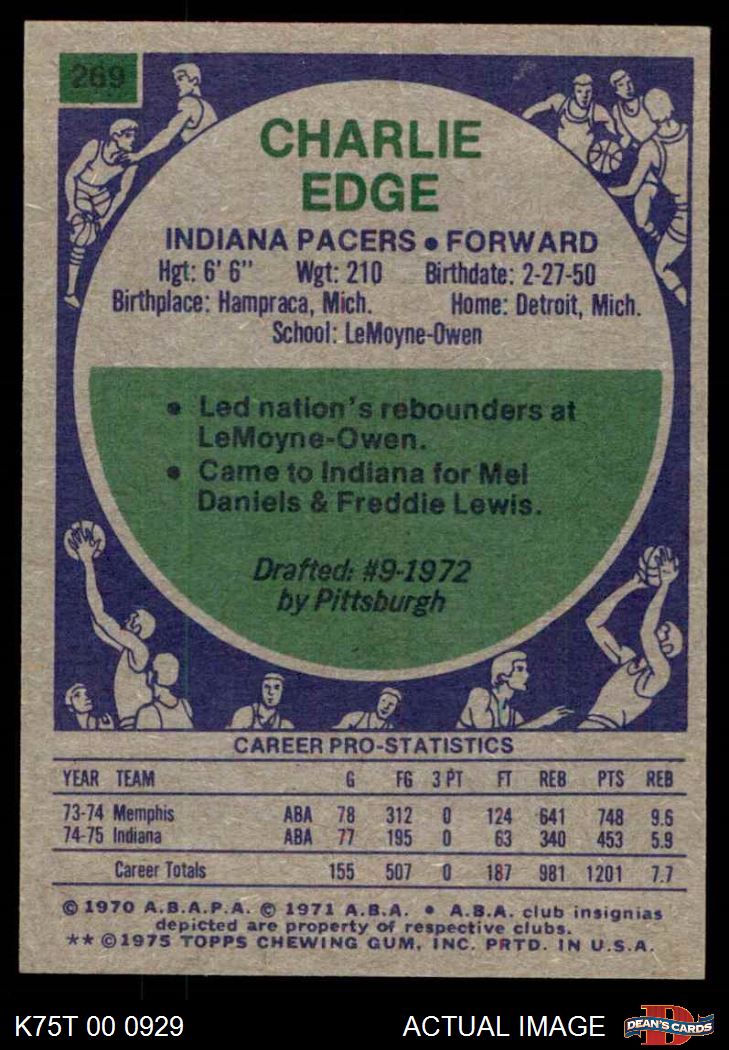 269
CHARLIE
EDGE
INDIANA PACERS • FORWARD
Hgt: 6' 6" Wgt: 210 Birthdate: 2-27-50
Birthplace: Hampraca, Mich. Home: Detroit, Mich.
School: LeMoyne-Owen
• Led nation's rebounders at
LeMoyne-Owen.
• Came to Indiana for Mel
Daniels & Freddie Lewis.
Drafted: #9-1972
by Pittsburgh
CAREER PRO-STATISTICS
YEAR TEAM G FG 3 PT FT REB PTS REB
73-74 Memphis ABA 78 312 0 124 641 748 9.6
74-75 Indiana ABA 77 195 0 63 340 453 5.9
Career Totals 155 507 0 187 981 1201 7.7
© 1970 A.B.A.P.A. © 1971 A.B.A. • A.B.A. club insignias
depicted are property of respective clubs.
** © 1975 TOPPS CHEWING GUM, INC. PRTD. IN U.S.A.
K75T 00 0929 ACTUAL IMAGE D DEAN'S CARDS